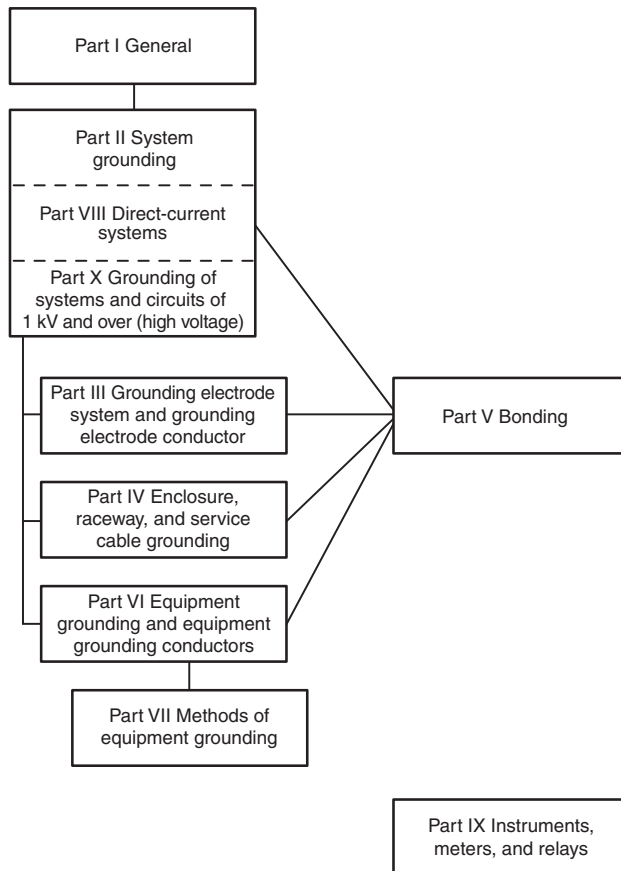 Part I General
Part II System
grounding
Part VIII Direct-current
systems
Part X Grounding of
systems and circuits of
1 kV and over (high voltage)
Part III Grounding electrode
system and grounding
electrode conductor
Part V Bonding
Part IV Enclosure,
raceway, and service
cable grounding
Part VI Equipment
grounding and equipment
grounding conductors
Part VII Methods of
equipment grounding
Part IX Instruments,
meters, and relays